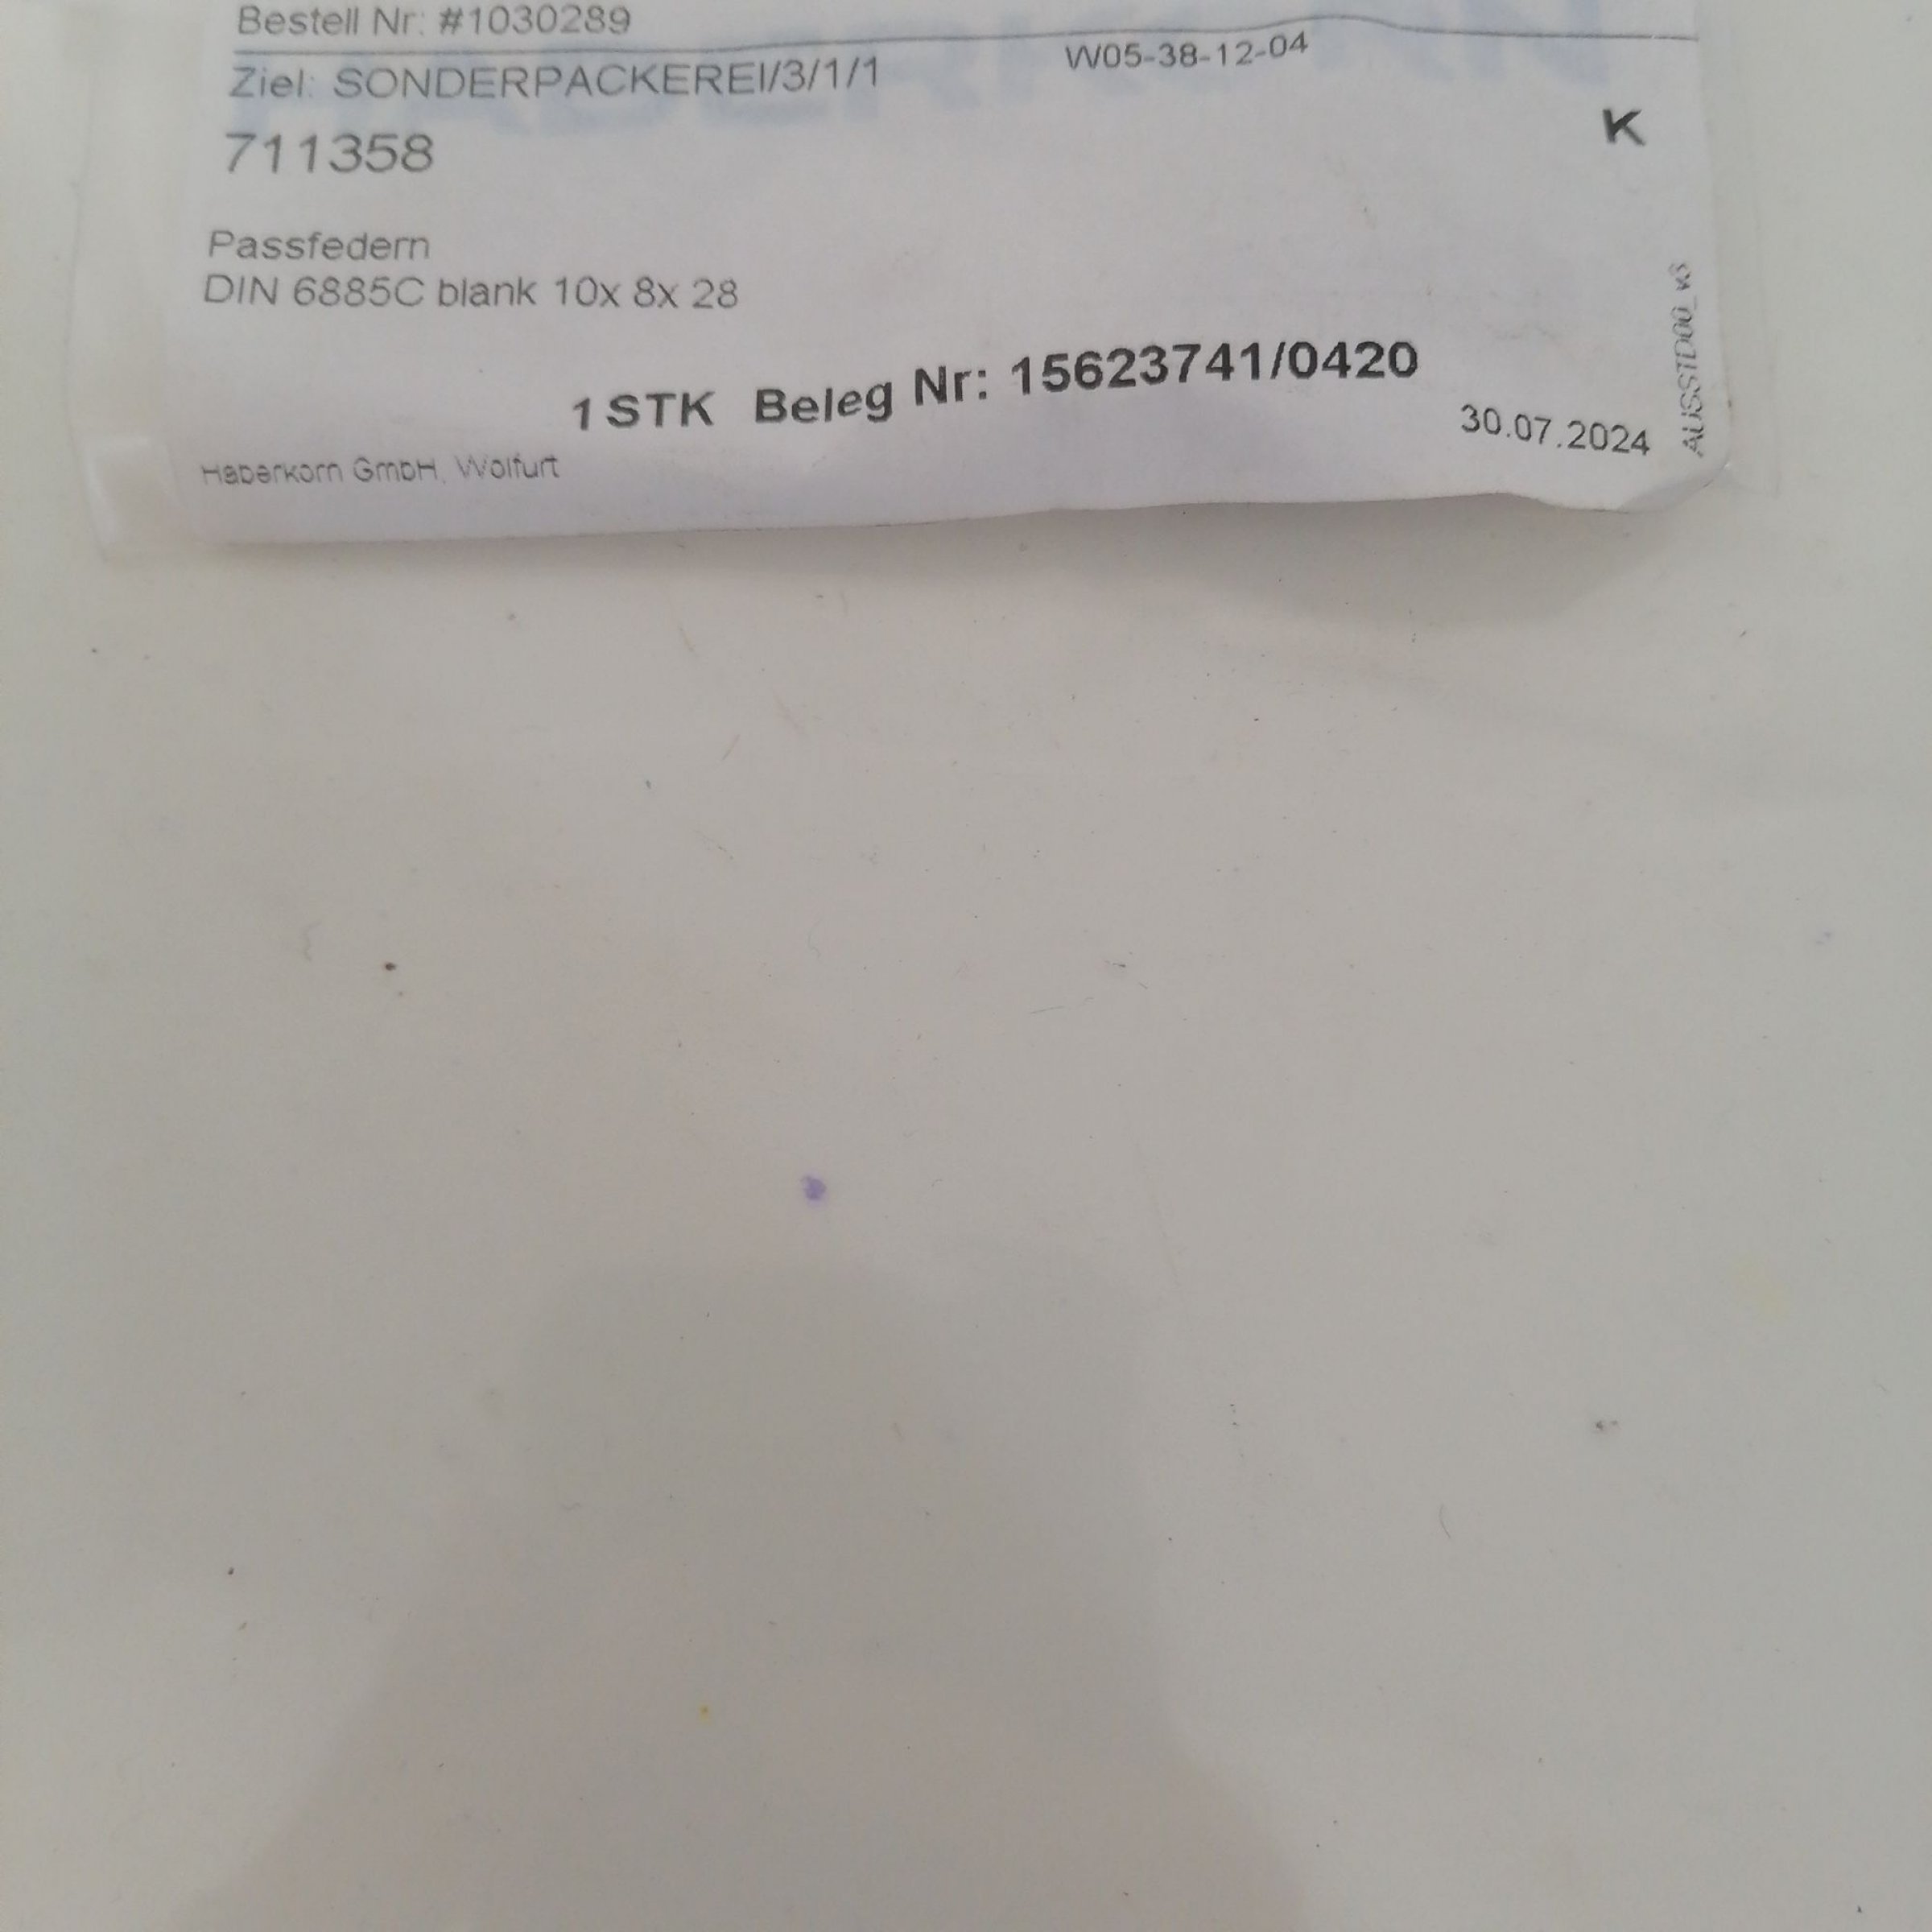 Bestell Nr: #1030289
Ziel: SONDERPACKEREI/3/1/1
W05-38-12-04
711358
K
Passfedern
DIN 6885C blank 10x 8x 28
1 STK Beleg Nr: 15623741/0420
30.07.2024
Haberkorn GmbH, Wolfurt